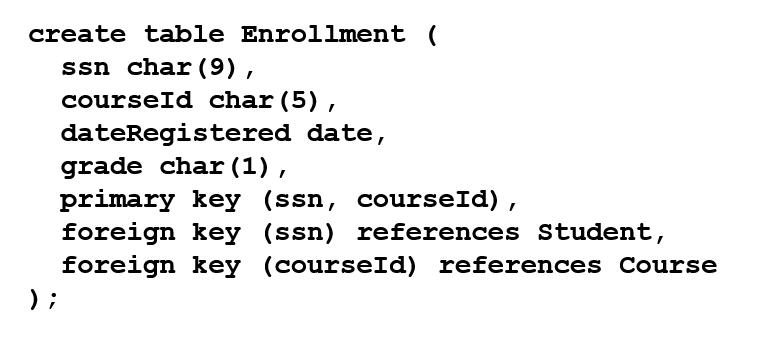 create table Enrollment (
  ssn char(9),
  courseId char(5),
  dateRegistered date,
  grade char(1),
  primary key (ssn, courseId),
  foreign key (ssn) references Student,
  foreign key (courseId) references Course
);